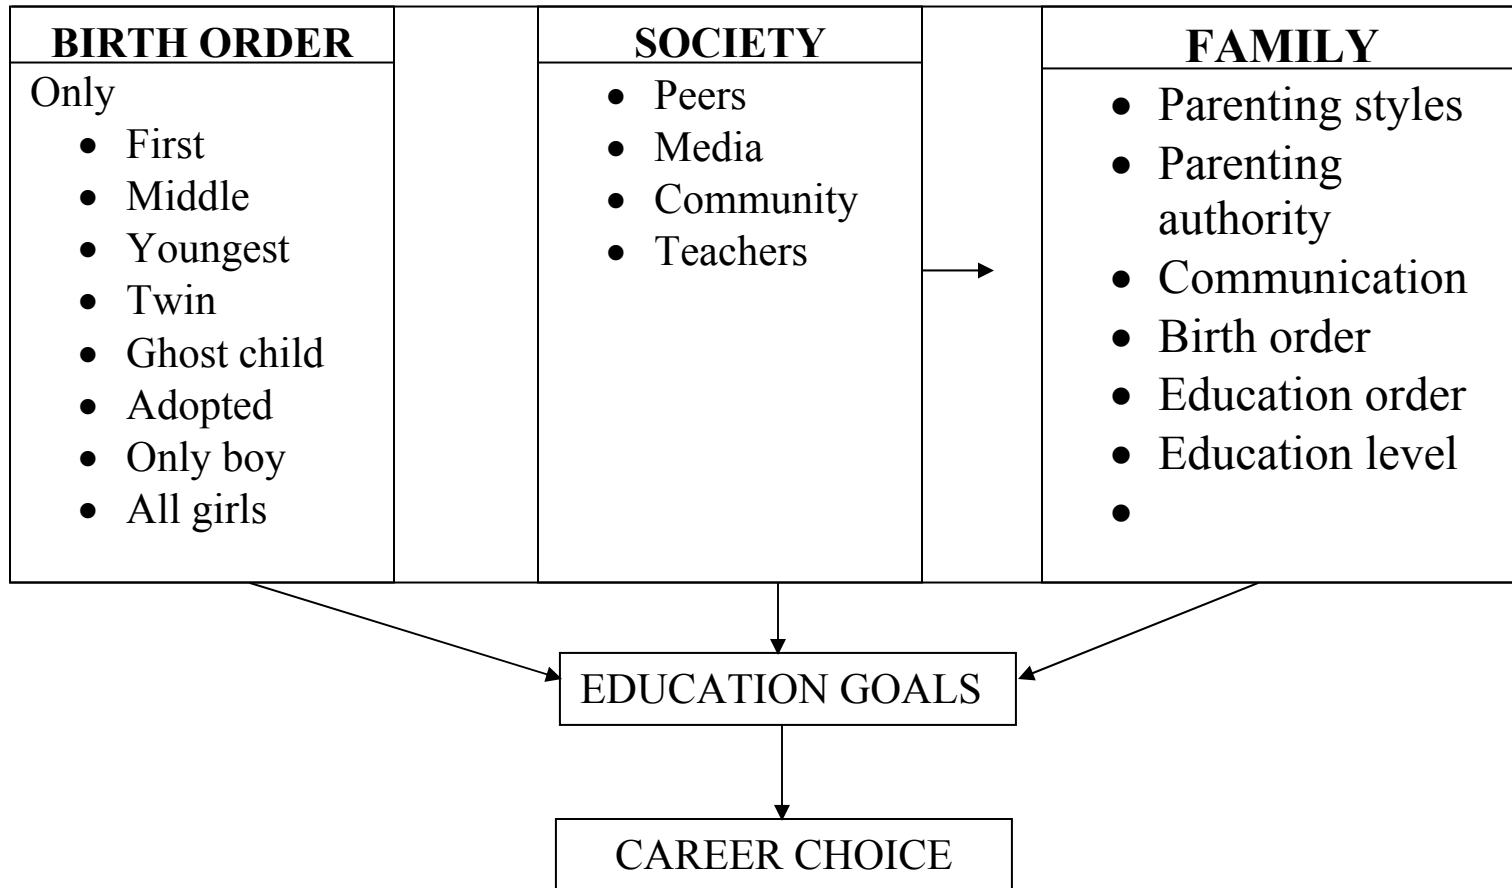 BIRTH ORDER
Only
• First
• Middle
• Youngest
• Twin
• Ghost child
• Adopted
• Only boy
• All girls
SOCIETY
• Peers
• Media
• Community
• Teachers
FAMILY
• Parenting styles
• Parenting
authority
• Communication
• Birth order
• Education order
• Education level
•
EDUCATION GOALS
CAREER CHOICE